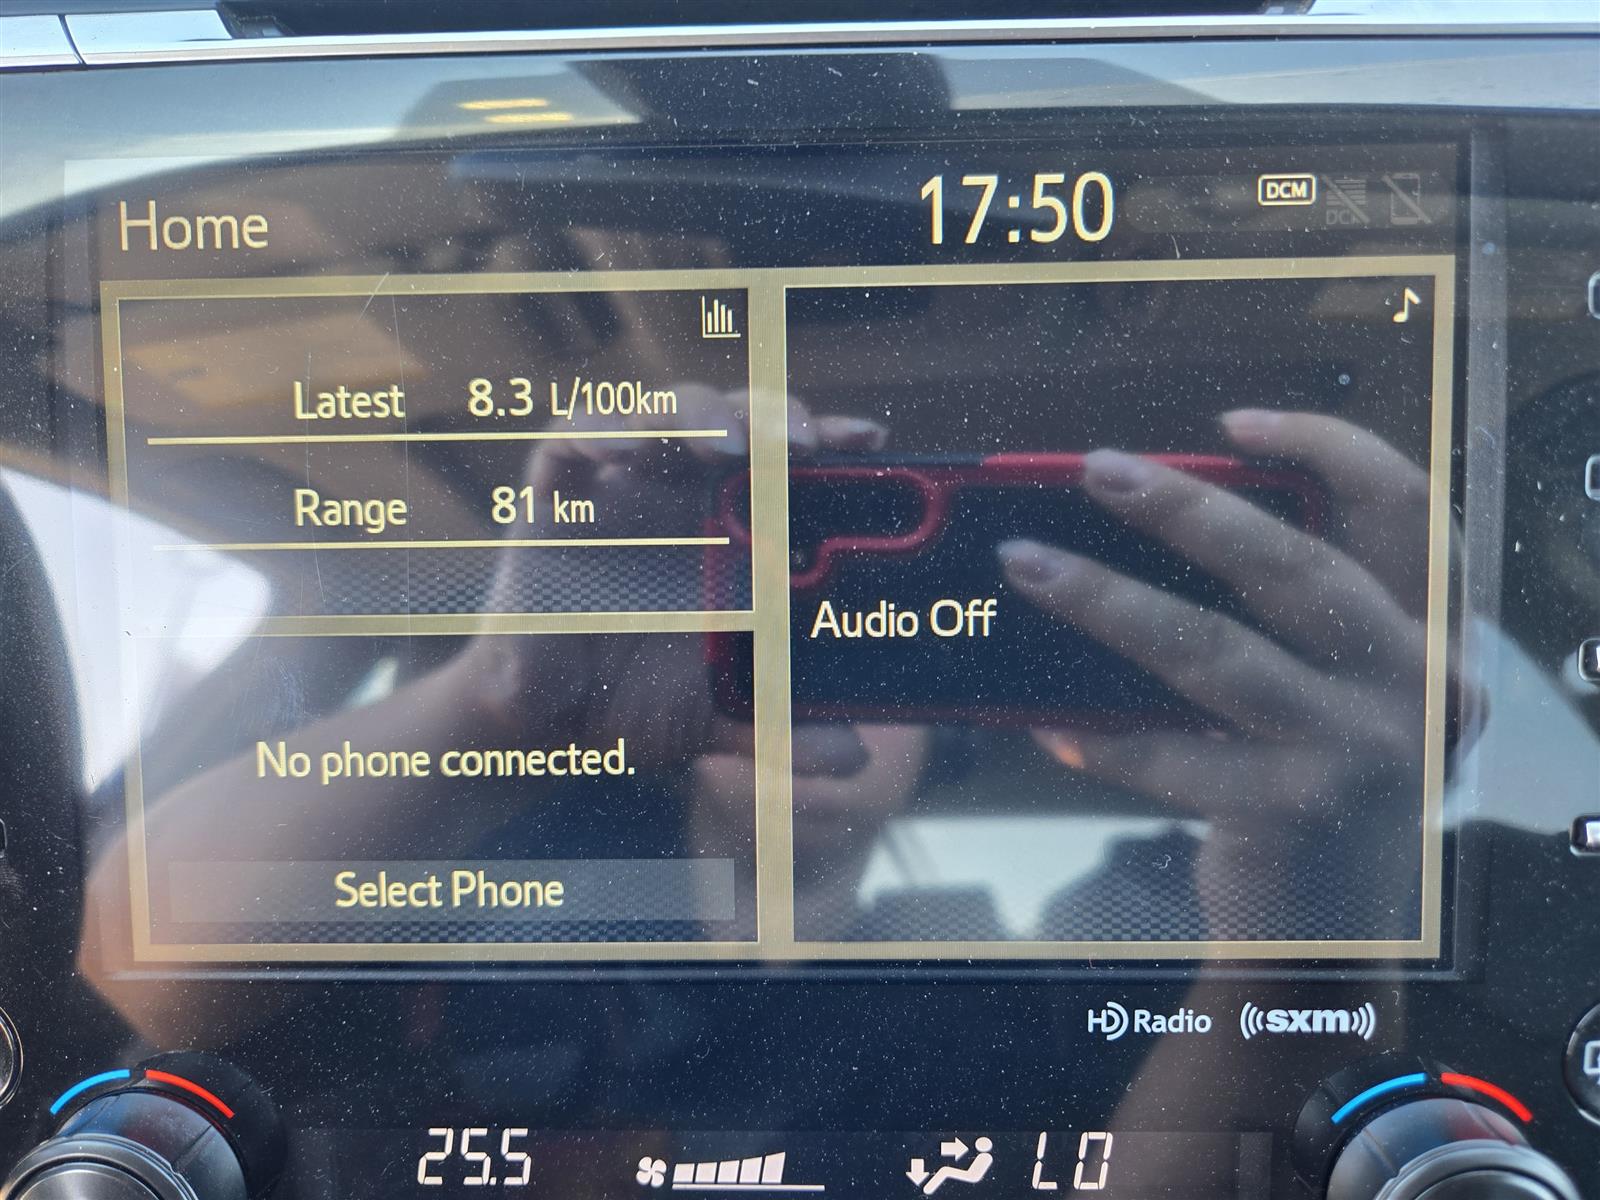 Home
17:50
DCM
DCM
Latest 8.3 L/100km
Range 81 km
Audio Off
No phone connected.
Select Phone
HD Radio
((sxm))
25.5
LO